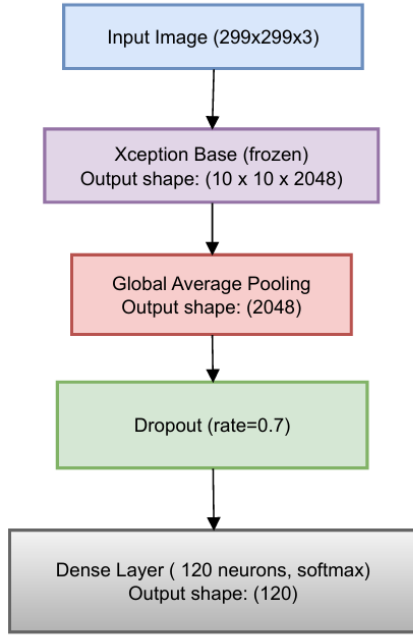 Input Image (299x299x3)
Xception Base (frozen)
Output shape: (10 x 10 x 2048)
Global Average Pooling
Output shape: (2048)
Dropout (rate=0.7)
Dense Layer ( 120 neurons, softmax)
Output shape: (120)